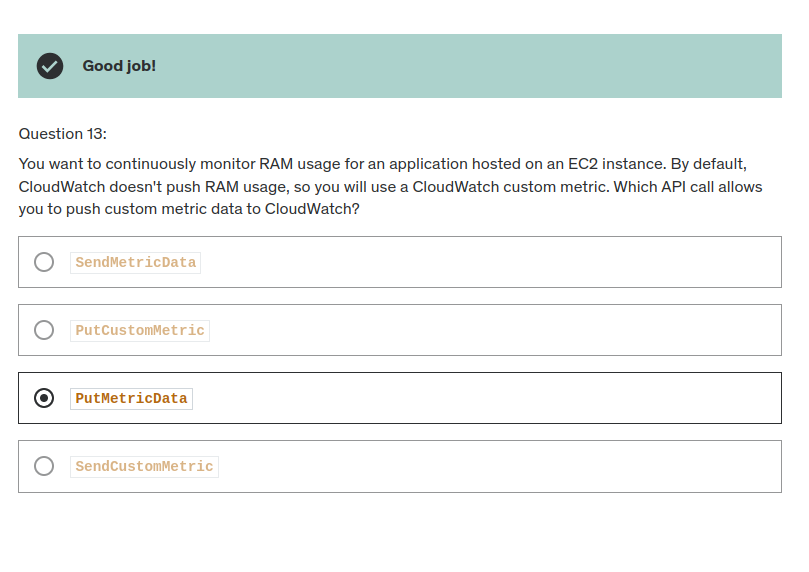 Good job!
Question 13:
You want to continuously monitor RAM usage for an application hosted on an EC2 instance. By default,
CloudWatch doesn't push RAM usage, so you will use a CloudWatch custom metric. Which API call allows
you to push custom metric data to CloudWatch?
SendMetricData
PutCustomMetric
PutMetricData
SendCustomMetric